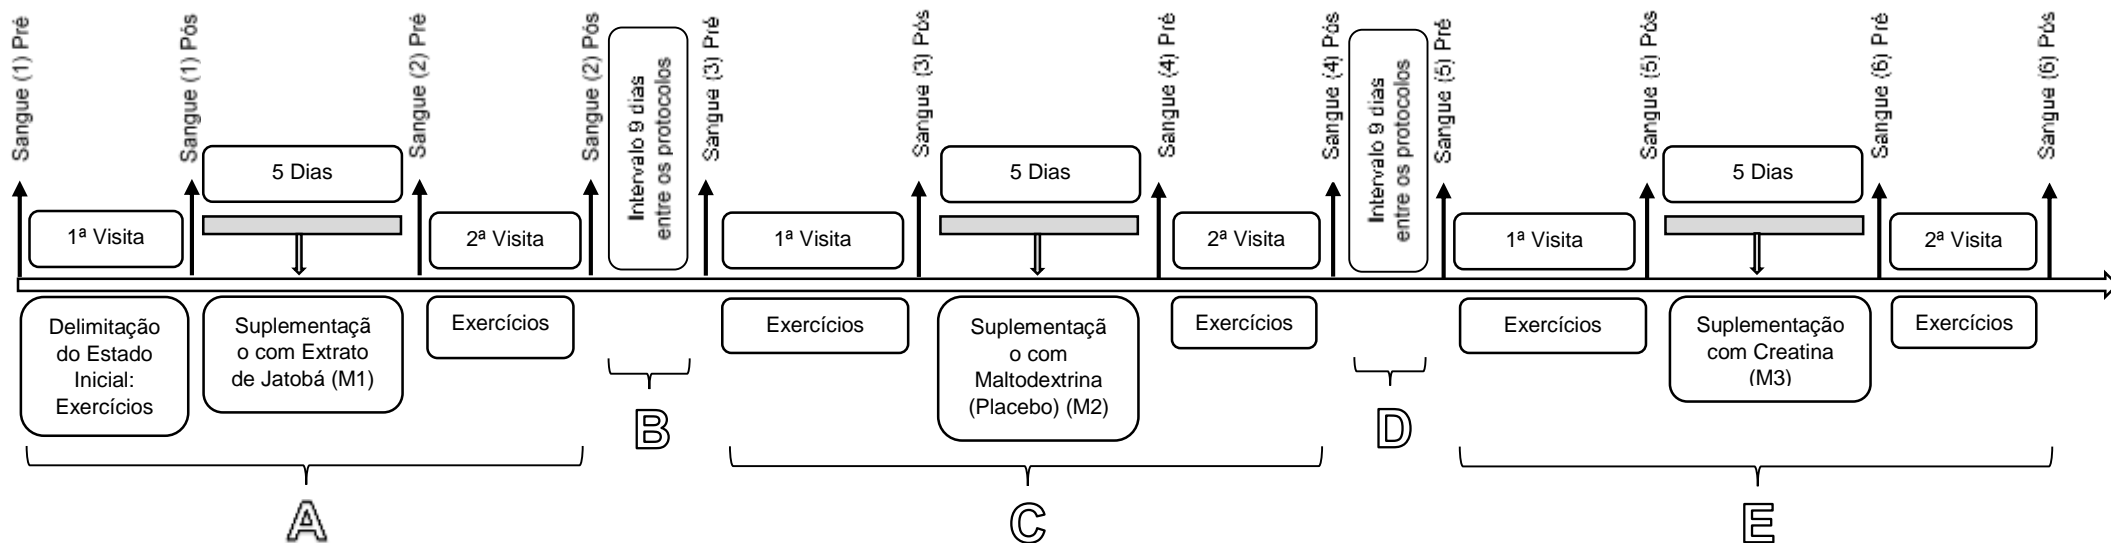 Sangue (1) Pré
Sangue (1) Pós
Sangue (2) Pré
Sangue (2) Pós
Intervalo 9 dias
entre os protocolos
Sangue (3) Pré
Sangue (3) Pós
Sangue (4) Pré
Sangue (4) Pós
Intervalo 9 dias
entre os protocolos
Sangue (5) Pré
Sangue (5) Pós
Sangue (6) Pré
Sangue (6) Pós
5 Dias
5 Dias
5 Dias
1ª Visita
2ª Visita
1ª Visita
2ª Visita
1ª Visita
2ª Visita
Delimitação
do Estado
Inicial:
Exercícios
Suplementaçã
o com Extrato
de Jatobá (M1)
Exercícios
Exercícios
Suplementaçã
o com
Maltodextrina
(Placebo) (M2)
Exercícios
Exercícios
Suplementação
com Creatina
(M3)
Exercícios
A
B
C
D
E